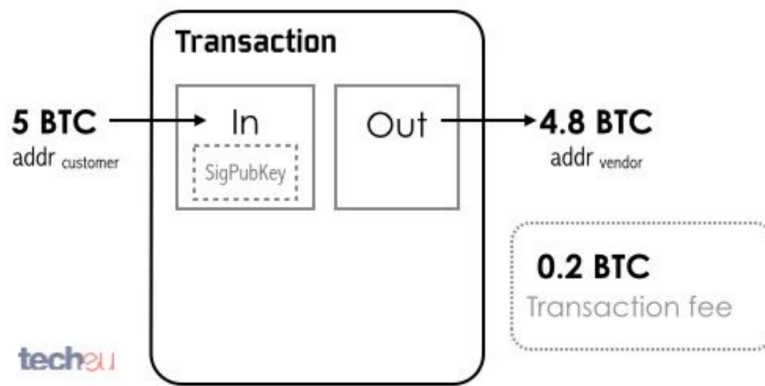 Transaction
5 BTC
addr customer
In
SigPubKey
Out
4.8 BTC
addr vendor
0.2 BTC
Transaction fee
techeu